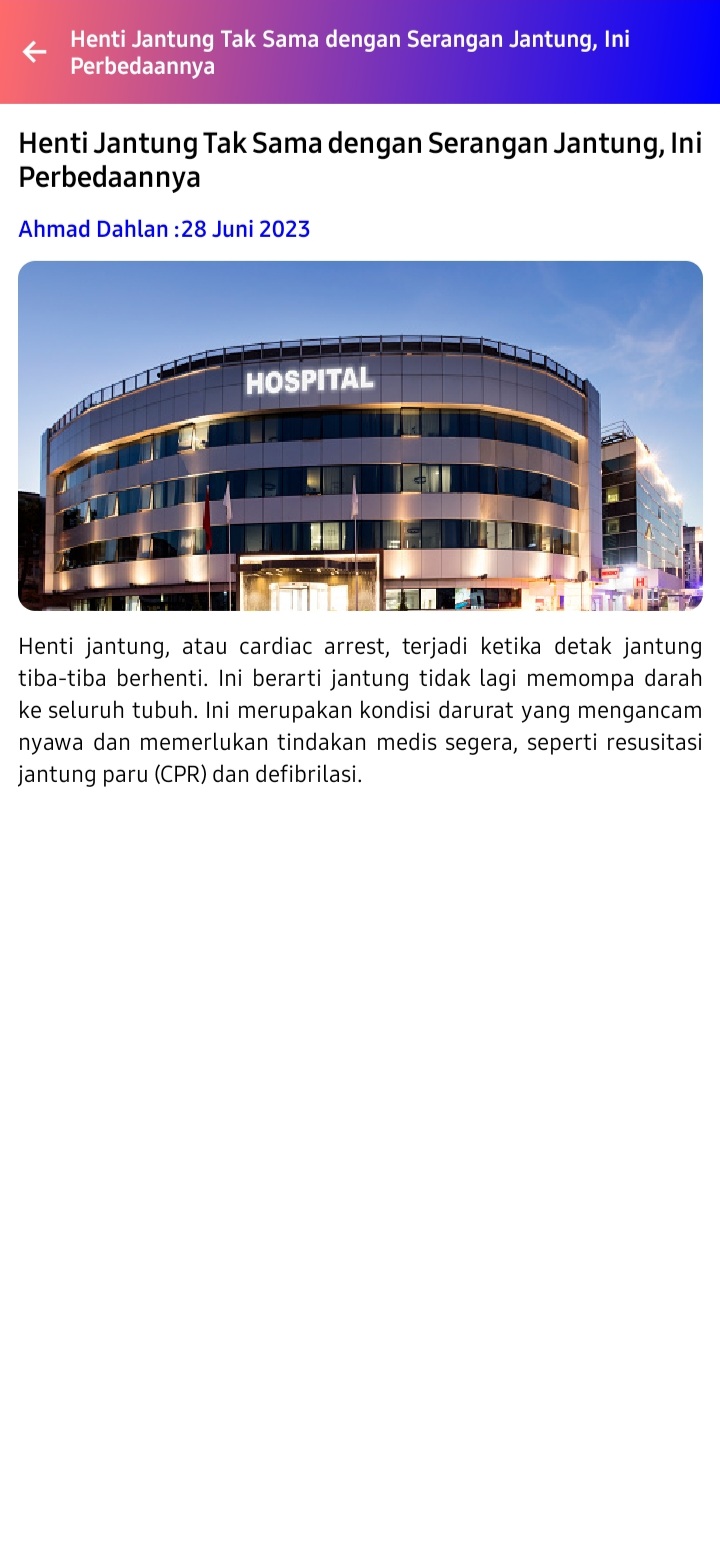 Henti Jantung Tak Sama dengan Serangan Jantung, Ini
Perbedaannya
Henti Jantung Tak Sama dengan Serangan Jantung, Ini
Perbedaannya
Ahmad Dahlan :28 Juni 2023
HOSPITAL
H
Henti jantung, atau cardiac arrest, terjadi ketika detak jantung
tiba-tiba berhenti. Ini berarti jantung tidak lagi memompa darah
ke seluruh tubuh. Ini merupakan kondisi darurat yang mengancam
nyawa dan memerlukan tindakan medis segera, seperti resusitasi
jantung paru (CPR) dan defibrilasi.